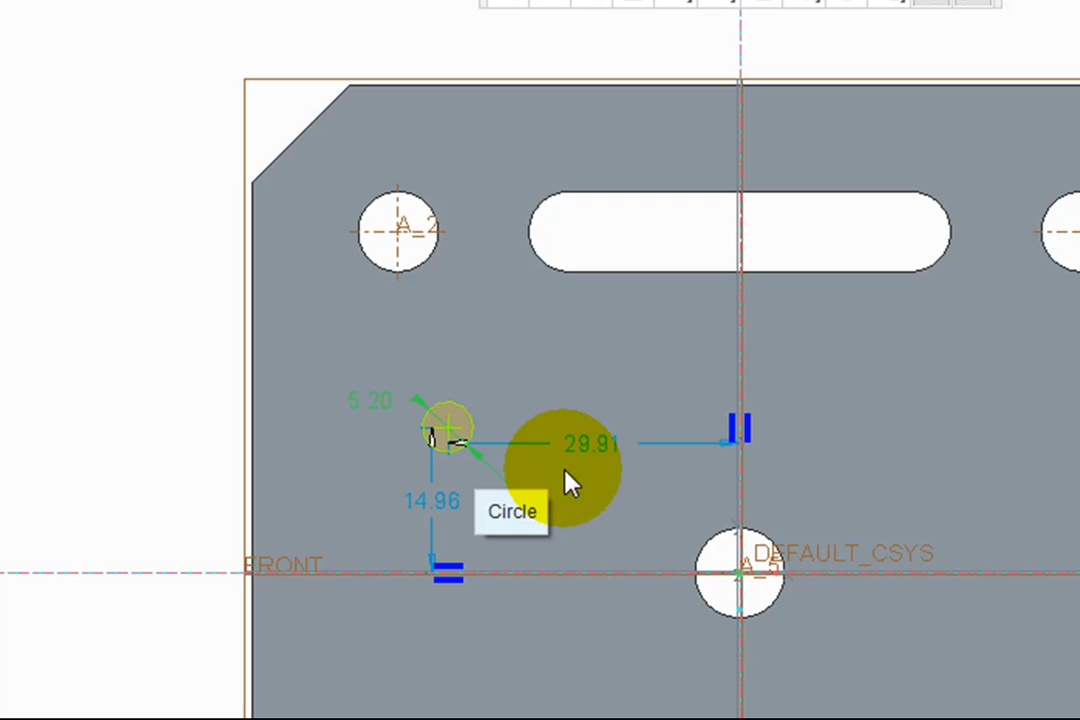 A_2
5.20
29.91
14.96
Circle
FRONT
DEFAULT_CSYS
A_5